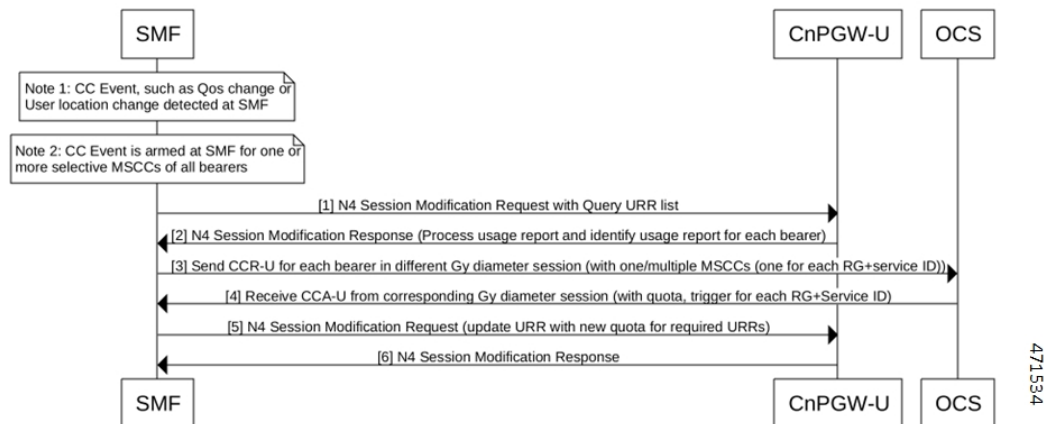 SMF
CnPGW-U
OCS
Note 1: CC Event, such as Qos change or
User location change detected at SMF
Note 2: CC Event is armed at SMF for one or
more selective MSCCs of all bearers
[1] N4 Session Modification Request with Query URR list
[2] N4 Session Modification Response (Process usage report and identify usage report for each bearer)
[3] Send CCR-U for each bearer in different Gy diameter session (with one/multiple MSCCs (one for each RG+service ID))
[4] Receive CCA-U from corresponding Gy diameter session (with quota, trigger for each RG+Service ID)
[5] N4 Session Modification Request (update URR with new quota for required URRs)
[6] N4 Session Modification Response
SMF
CnPGW-U
OCS
471534